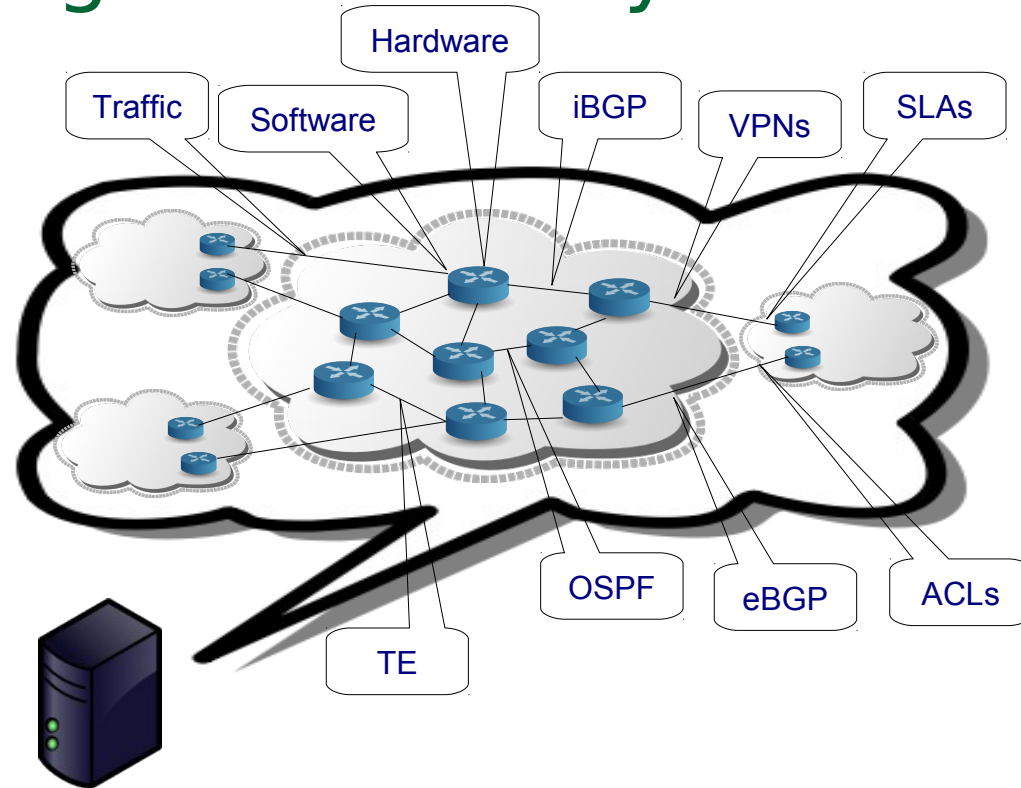 Hardware
Traffic
Software
iBGP
VPNs
SLAs
OSPF
eBGP
ACLs
TE